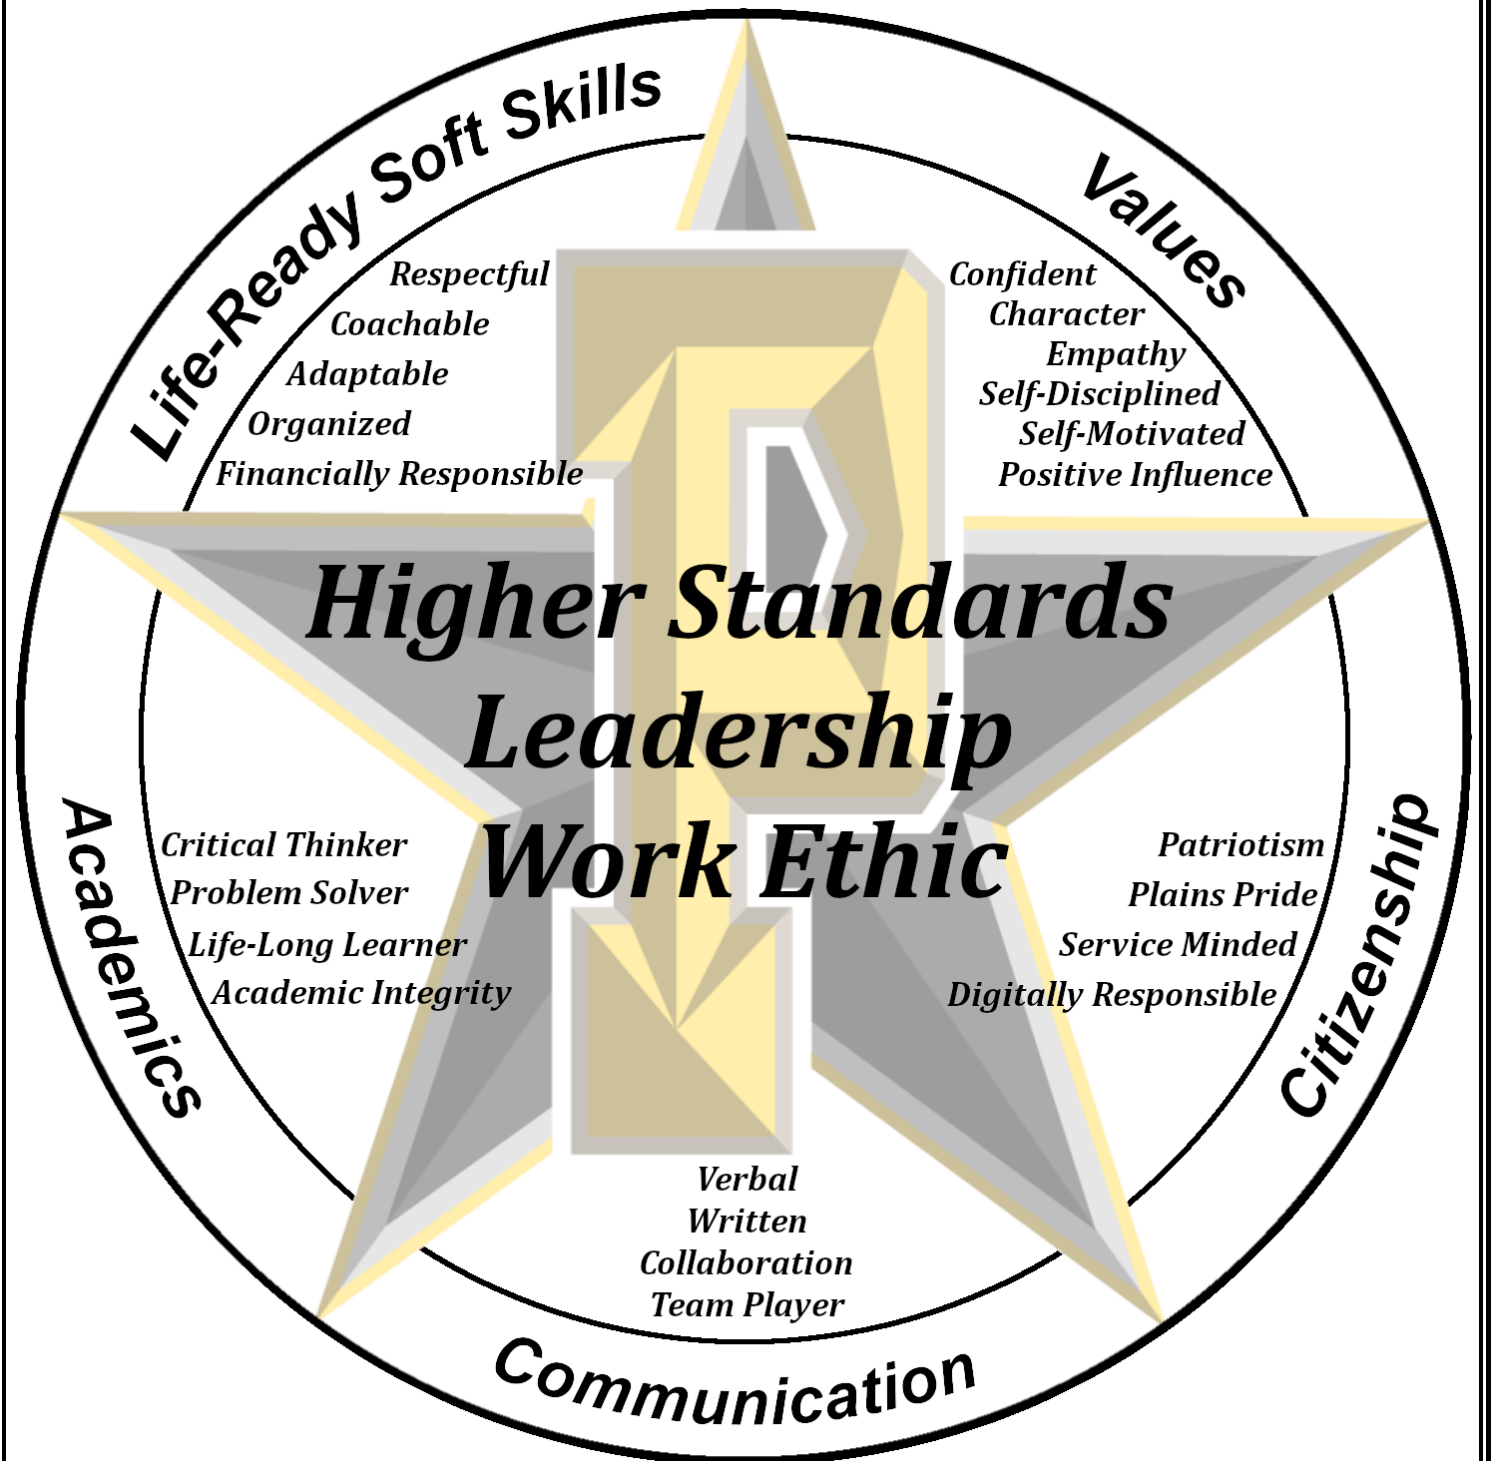 Life-Ready Soft Skills
Respectful
Coachable
Adaptable
Organized
Financially Responsible
Values
Confident
Character
Empathy
Self-Disciplined
Self-Motivated
Positive Influence
Higher Standards
Leadership
Work Ethic
Academics
Critical Thinker
Problem Solver
Life-Long Learner
Academic Integrity
Citizenship
Patriotism
Plains Pride
Service Minded
Digitally Responsible
Verbal
Written
Collaboration
Team Player
Communication
P